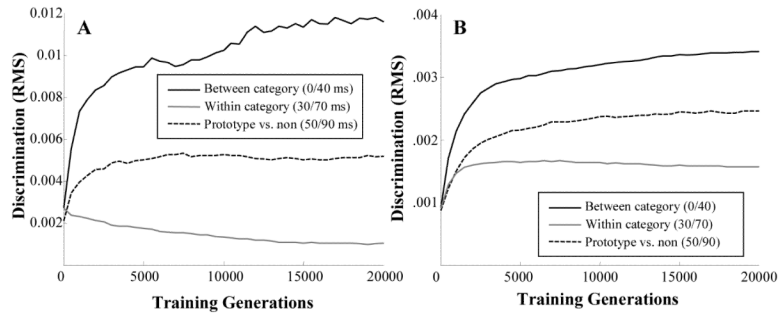 A
Discrimination (RMS)
0.012
0.01
0.008
0.006
0.004
0.002
0
5000
10000
15000
20000
Training Generations
Between category (0/40 ms)
Within category (30/70 ms)
Prototype vs. non (50/90 ms)
B
Discrimination (RMS)
.004
.003
.002
.001
0
5000
10000
15000
20000
Training Generations
Between category (0/40)
Within category (30/70)
Prototype vs. non (50/90)